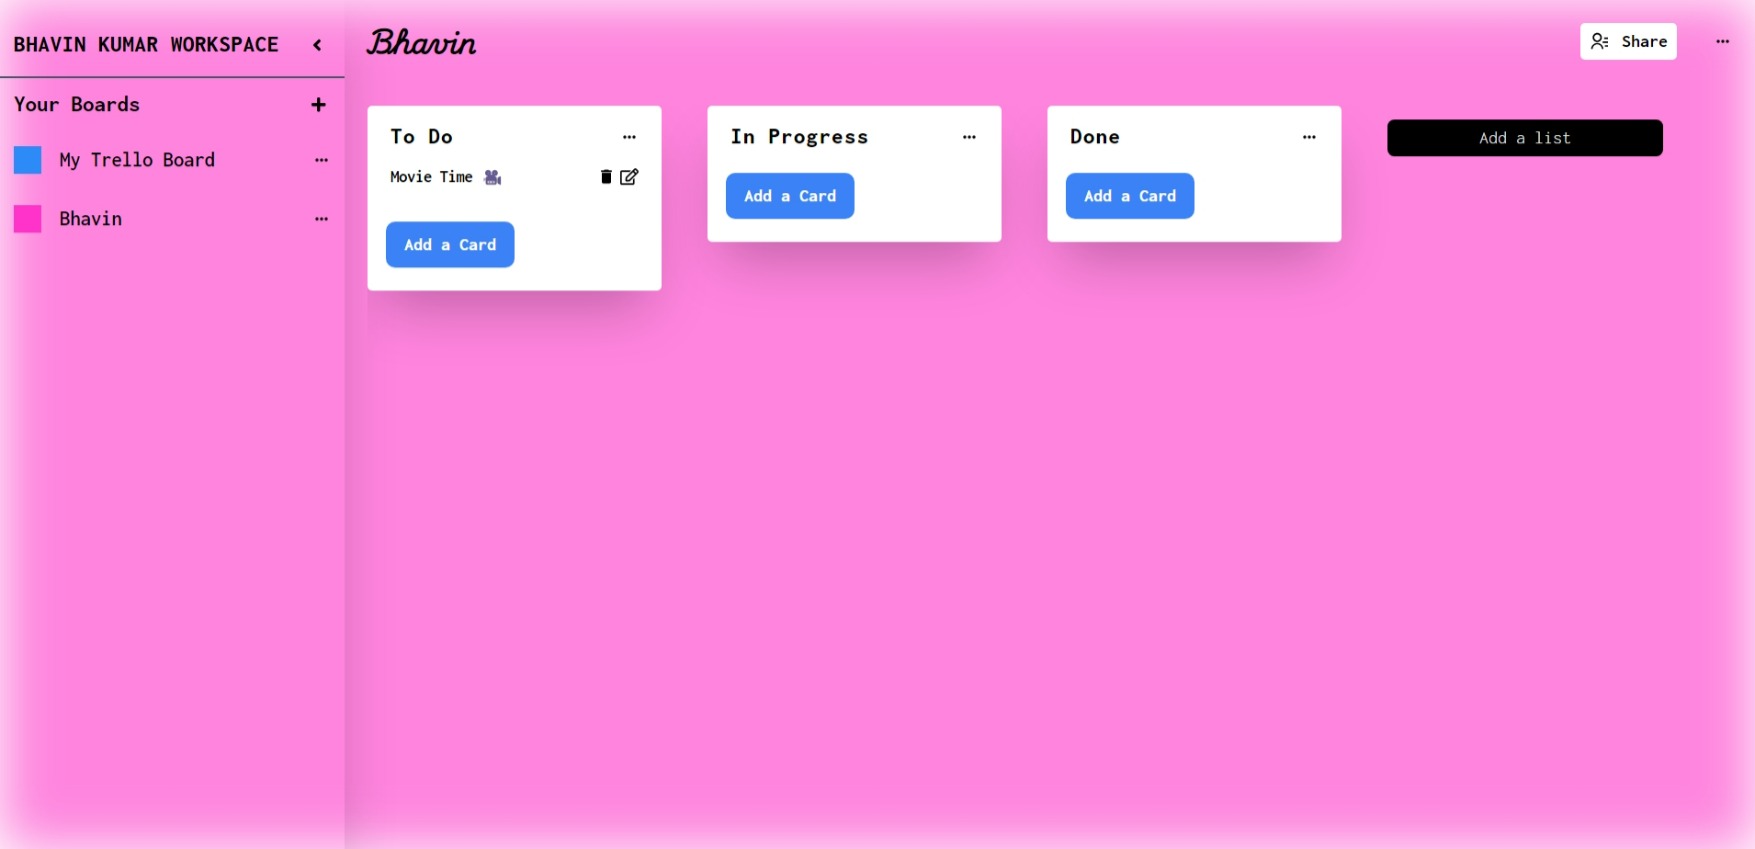 BHAVIN KUMAR WORKSPACE
Your Boards
My Trello Board
Bhavin
Bhavin
Share
To Do
Movie Time 🎥
Add a Card
In Progress
Add a Card
Done
Add a Card
Add a list